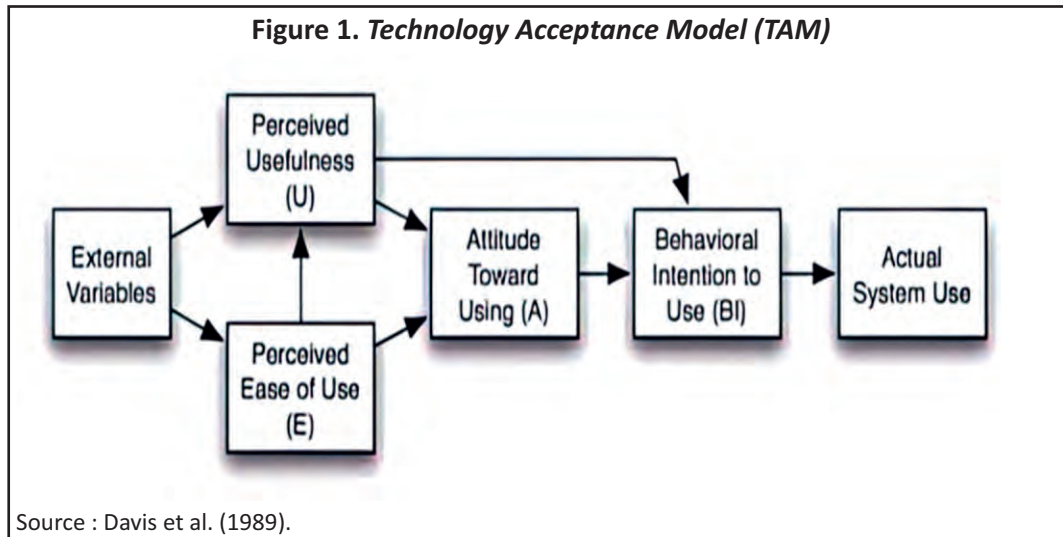 Figure 1. Technology Acceptance Model (TAM)
Perceived
Usefulness
(U)
External
Variables
Attitude
Toward
Using (A)
Behavioral
Intention to
Use (BI)
Actual
System Use
Perceived
Ease of Use
(E)
Source : Davis et al. (1989).